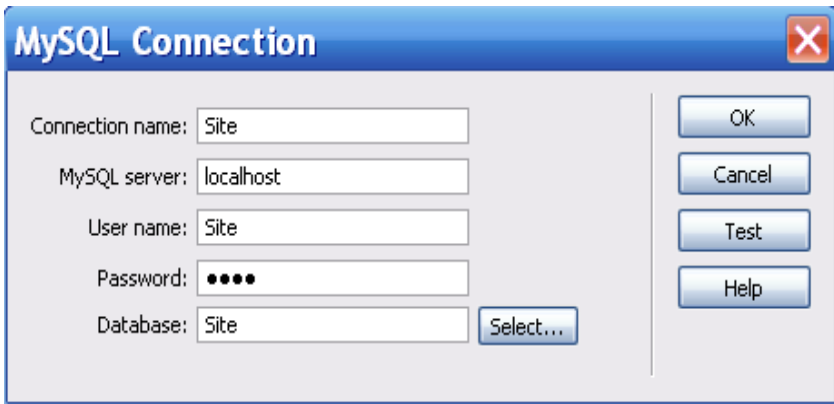 MySQL Connection
Connection name: Site
OK
MySQL server: localhost
Cancel
User name: Site
Test
Password: ●●●●
Help
Database: Site Select...